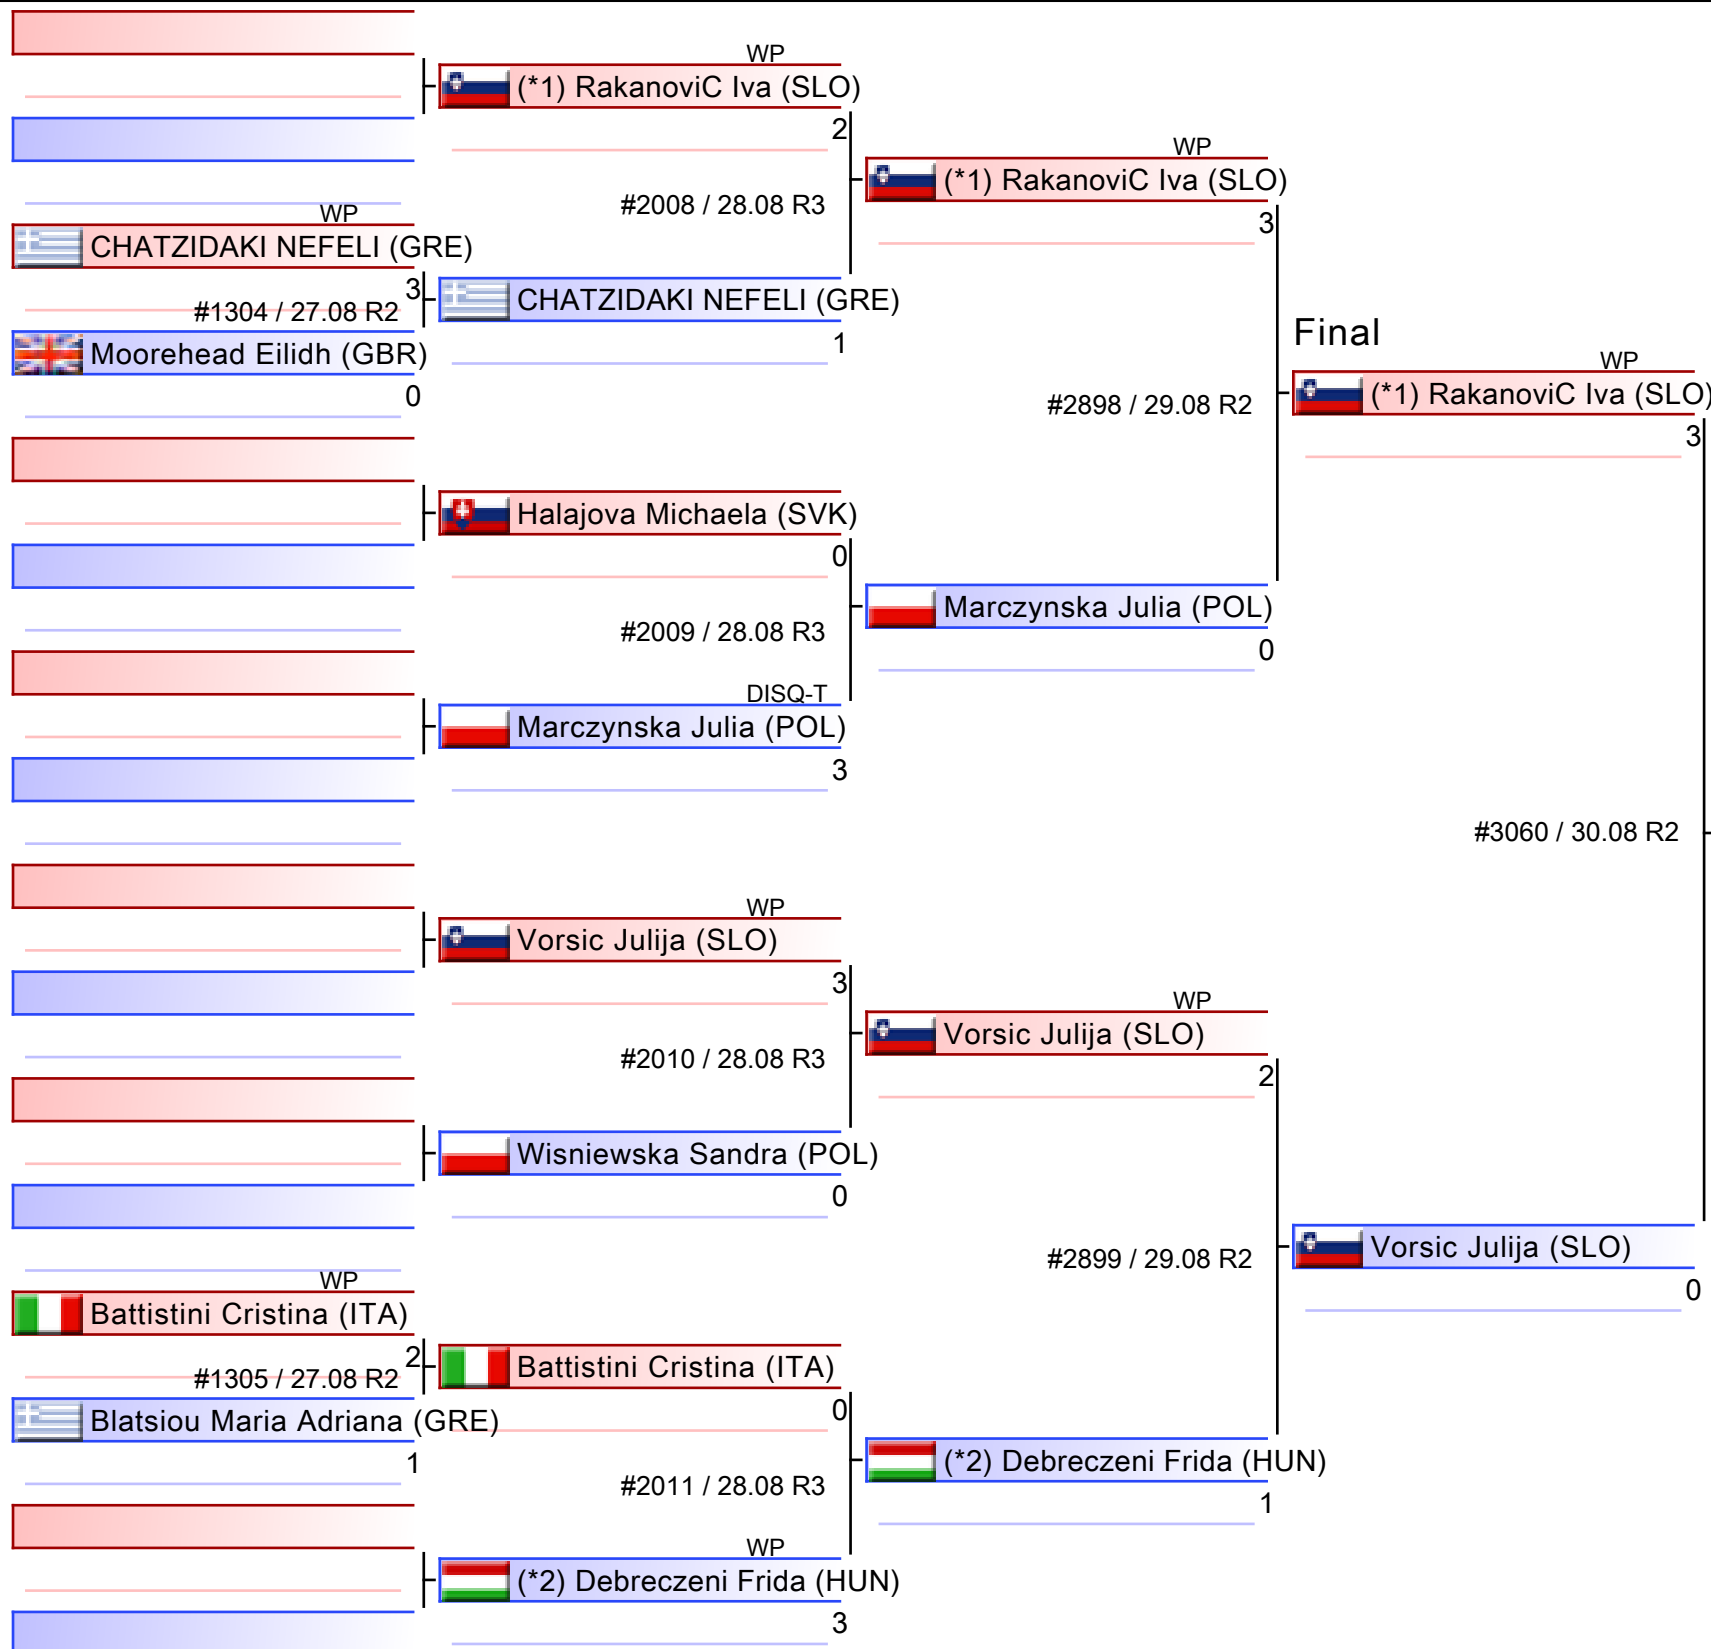 WP
(*1) RakanoviC Iva (SLO)
2
WP
(*1) RakanoviC Iva (SLO)
#2008 / 28.08 R3
WP
3
CHATZIDAKI NEFELI (GRE)
3
CHATZIDAKI NEFELI (GRE)
#1304 / 27.08 R2
Final
1
Moorehead Eilidh (GBR)
WP
0
(*1) RakanoviC Iva (SLO)
#2898 / 29.08 R2
3
Halajova Michaela (SVK)
0
Marczynska Julia (POL)
#2009 / 28.08 R3
0
DISQ-T
Marczynska Julia (POL)
3
#3060 / 30.08 R2
WP
Vorsic Julija (SLO)
3
WP
Vorsic Julija (SLO)
#2010 / 28.08 R3
2
Wisniewska Sandra (POL)
0
Vorsic Julija (SLO)
#2899 / 29.08 R2
WP
0
Battistini Cristina (ITA)
2
Battistini Cristina (ITA)
#1305 / 27.08 R2
0
Blatsiou Maria Adriana (GRE)
1
(*2) Debreczeni Frida (HUN)
#2011 / 28.08 R3
1
WP
(*2) Debreczeni Frida (HUN)
3